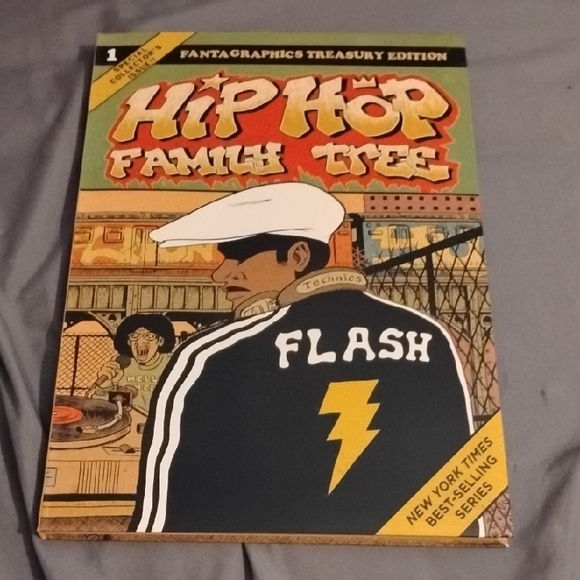 1
SPECIAL
COLLECTOR'S
ISSUE!!
FANTAGRAPHICS TREASURY EDITION
HIP HOP
FAMILY TREE
Technics
FLASH
NEW YORK TIMES
BEST-SELLING
SERIES